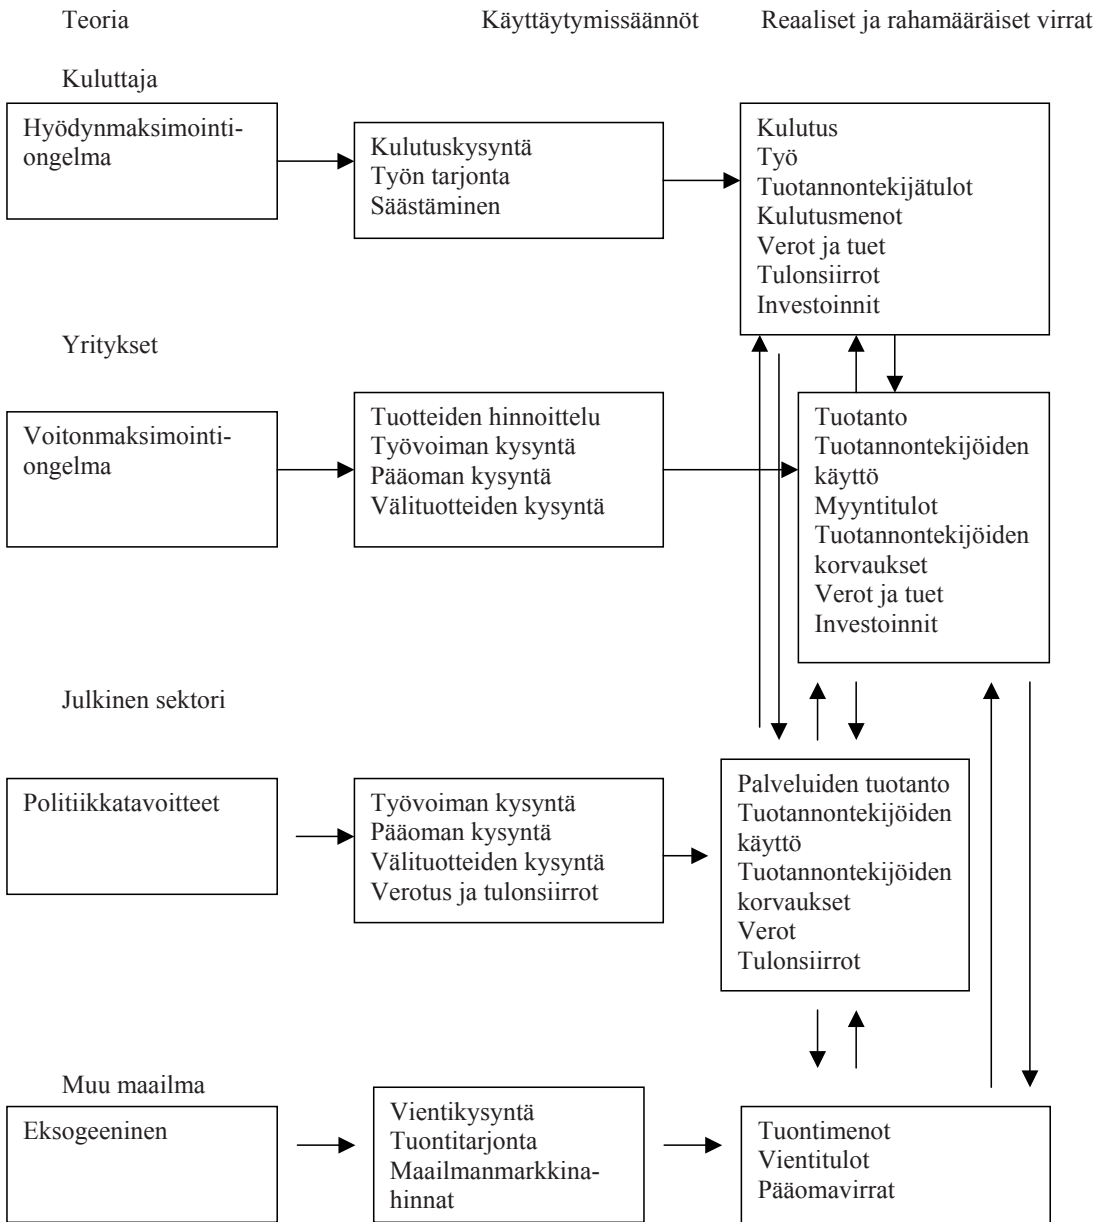 Teoria
Käyttäytymissäännöt
Reaaliset ja rahamääräiset virrat
Kuluttaja
Hyödynmaksimointi-
ongelma
Kulutuskysyntä
Työn tarjonta
Säästäminen
Kulutus
Työ
Tuotannontekijätulot
Kulutusmenot
Verot ja tuet
Tulonsiirrot
Investoinnit
Yritykset
Voitonmaksimointi-
ongelma
Tuotteiden hinnoittelu
Työvoiman kysyntä
Pääoman kysyntä
Välituotteiden kysyntä
Tuotanto
Tuotannontekijöiden
käyttö
Myyntitulot
Tuotannontekijöiden
korvaukset
Verot ja tuet
Investoinnit
Julkinen sektori
Politiikkatavoitteet
Työvoiman kysyntä
Pääoman kysyntä
Välituotteiden kysyntä
Verotus ja tulonsiirrot
Palveluiden tuotanto
Tuotannontekijöiden
käyttö
Tuotannontekijöiden
korvaukset
Verot
Tulonsiirrot
Muu maailma
Eksogeeninen
Vientikysyntä
Tuontitarjonta
Maailmanmarkkina-
hinnat
Tuontimenot
Vientitulot
Pääomavirrat